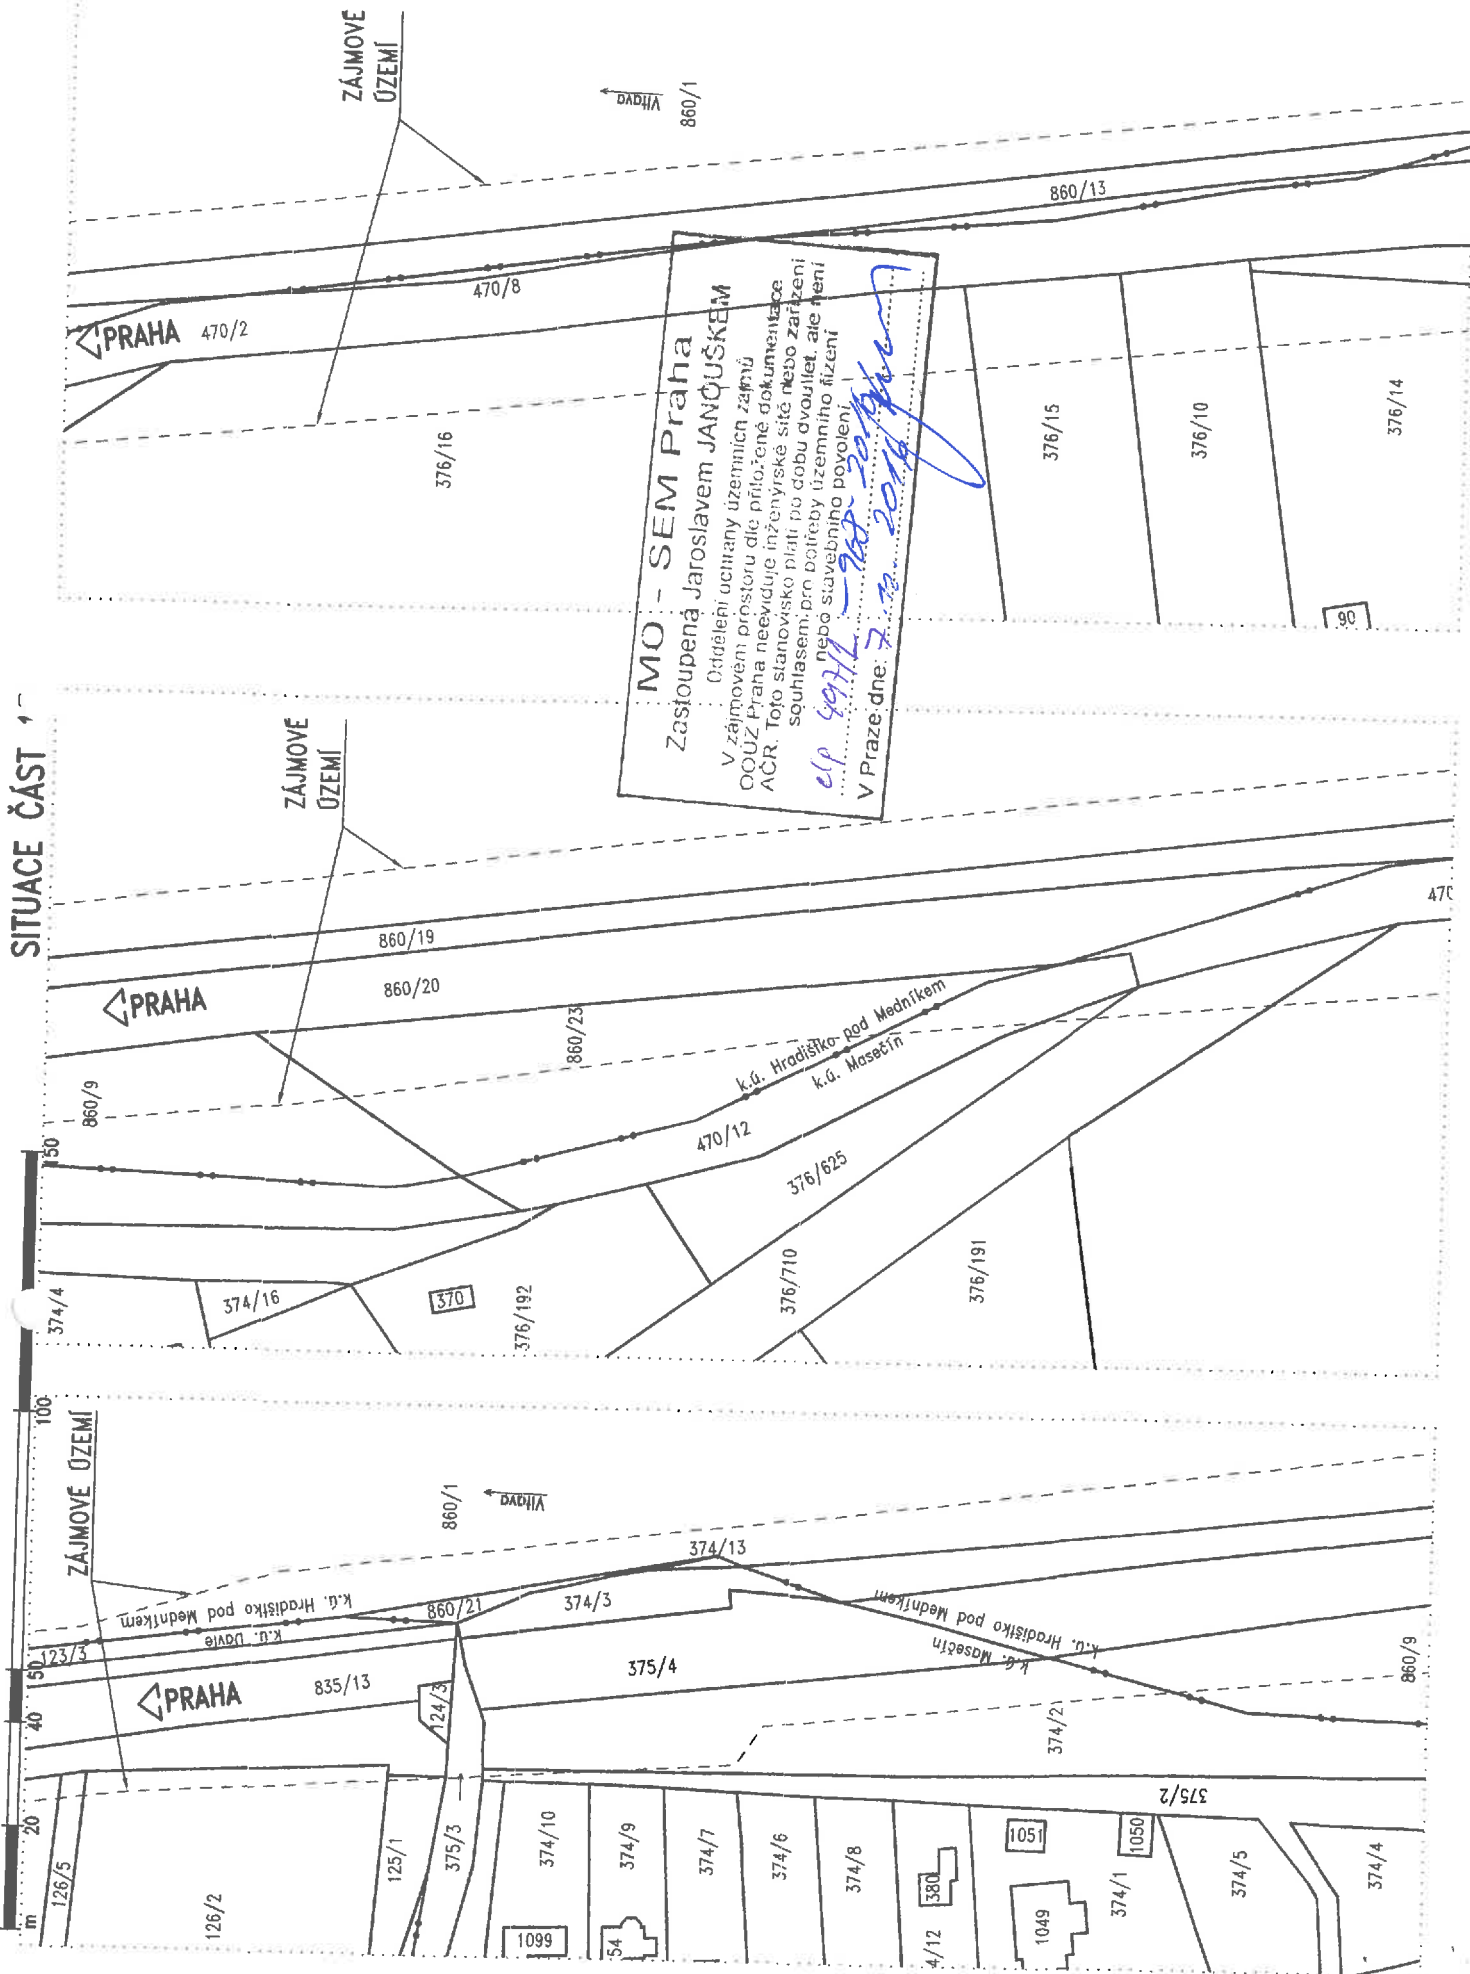 SITUACE ČÁST
m
20
40
50
100
150
ZÁJMOVÉ ÚZEMÍ
123/3
k.ú. Hradištko pod Medníkem
k.ú. Davle
PRAHA
835/13
860/21
374/3
374/13
860/1
Vltava
124/3
375/4
k.ú. Masečín
k.ú. Hradištko pod Medníkem
374/2
860/9
375/2
126/5
126/2
125/1
375/3
374/10
374/9
374/7
374/6
374/8
4/12
374/1
374/5
374/4
1099
54
380
1049
1051
1050
ZÁJMOVÉ
ÚZEMÍ
860/19
PRAHA
860/20
860/9
860/23
k.ú. Hradištko pod Medníkem
k.ú. Masečín
470/12
470
376/625
374/4
374/16
370
376/192
376/710
376/191
ZÁJMOVÉ
ÚZEMÍ
Vltava
860/1
860/13
470/8
PRAHA
470/2
376/16
376/15
376/10
376/14
90
MO - SEM Praha
Zastoupená Jaroslavem JANOUŠKEM
Oddělení ochrany územních zájmů
V zájmovém prostoru dle přiložené dokumentace
OOÚZ Praha neeviduje inženýrské sítě nebo zařízení
AČR. Toto stanovisko platí po dobu dvou let, ale není
souhlasem pro potřeby územního řízení
nebo stavebního povolení
V Praze dne: